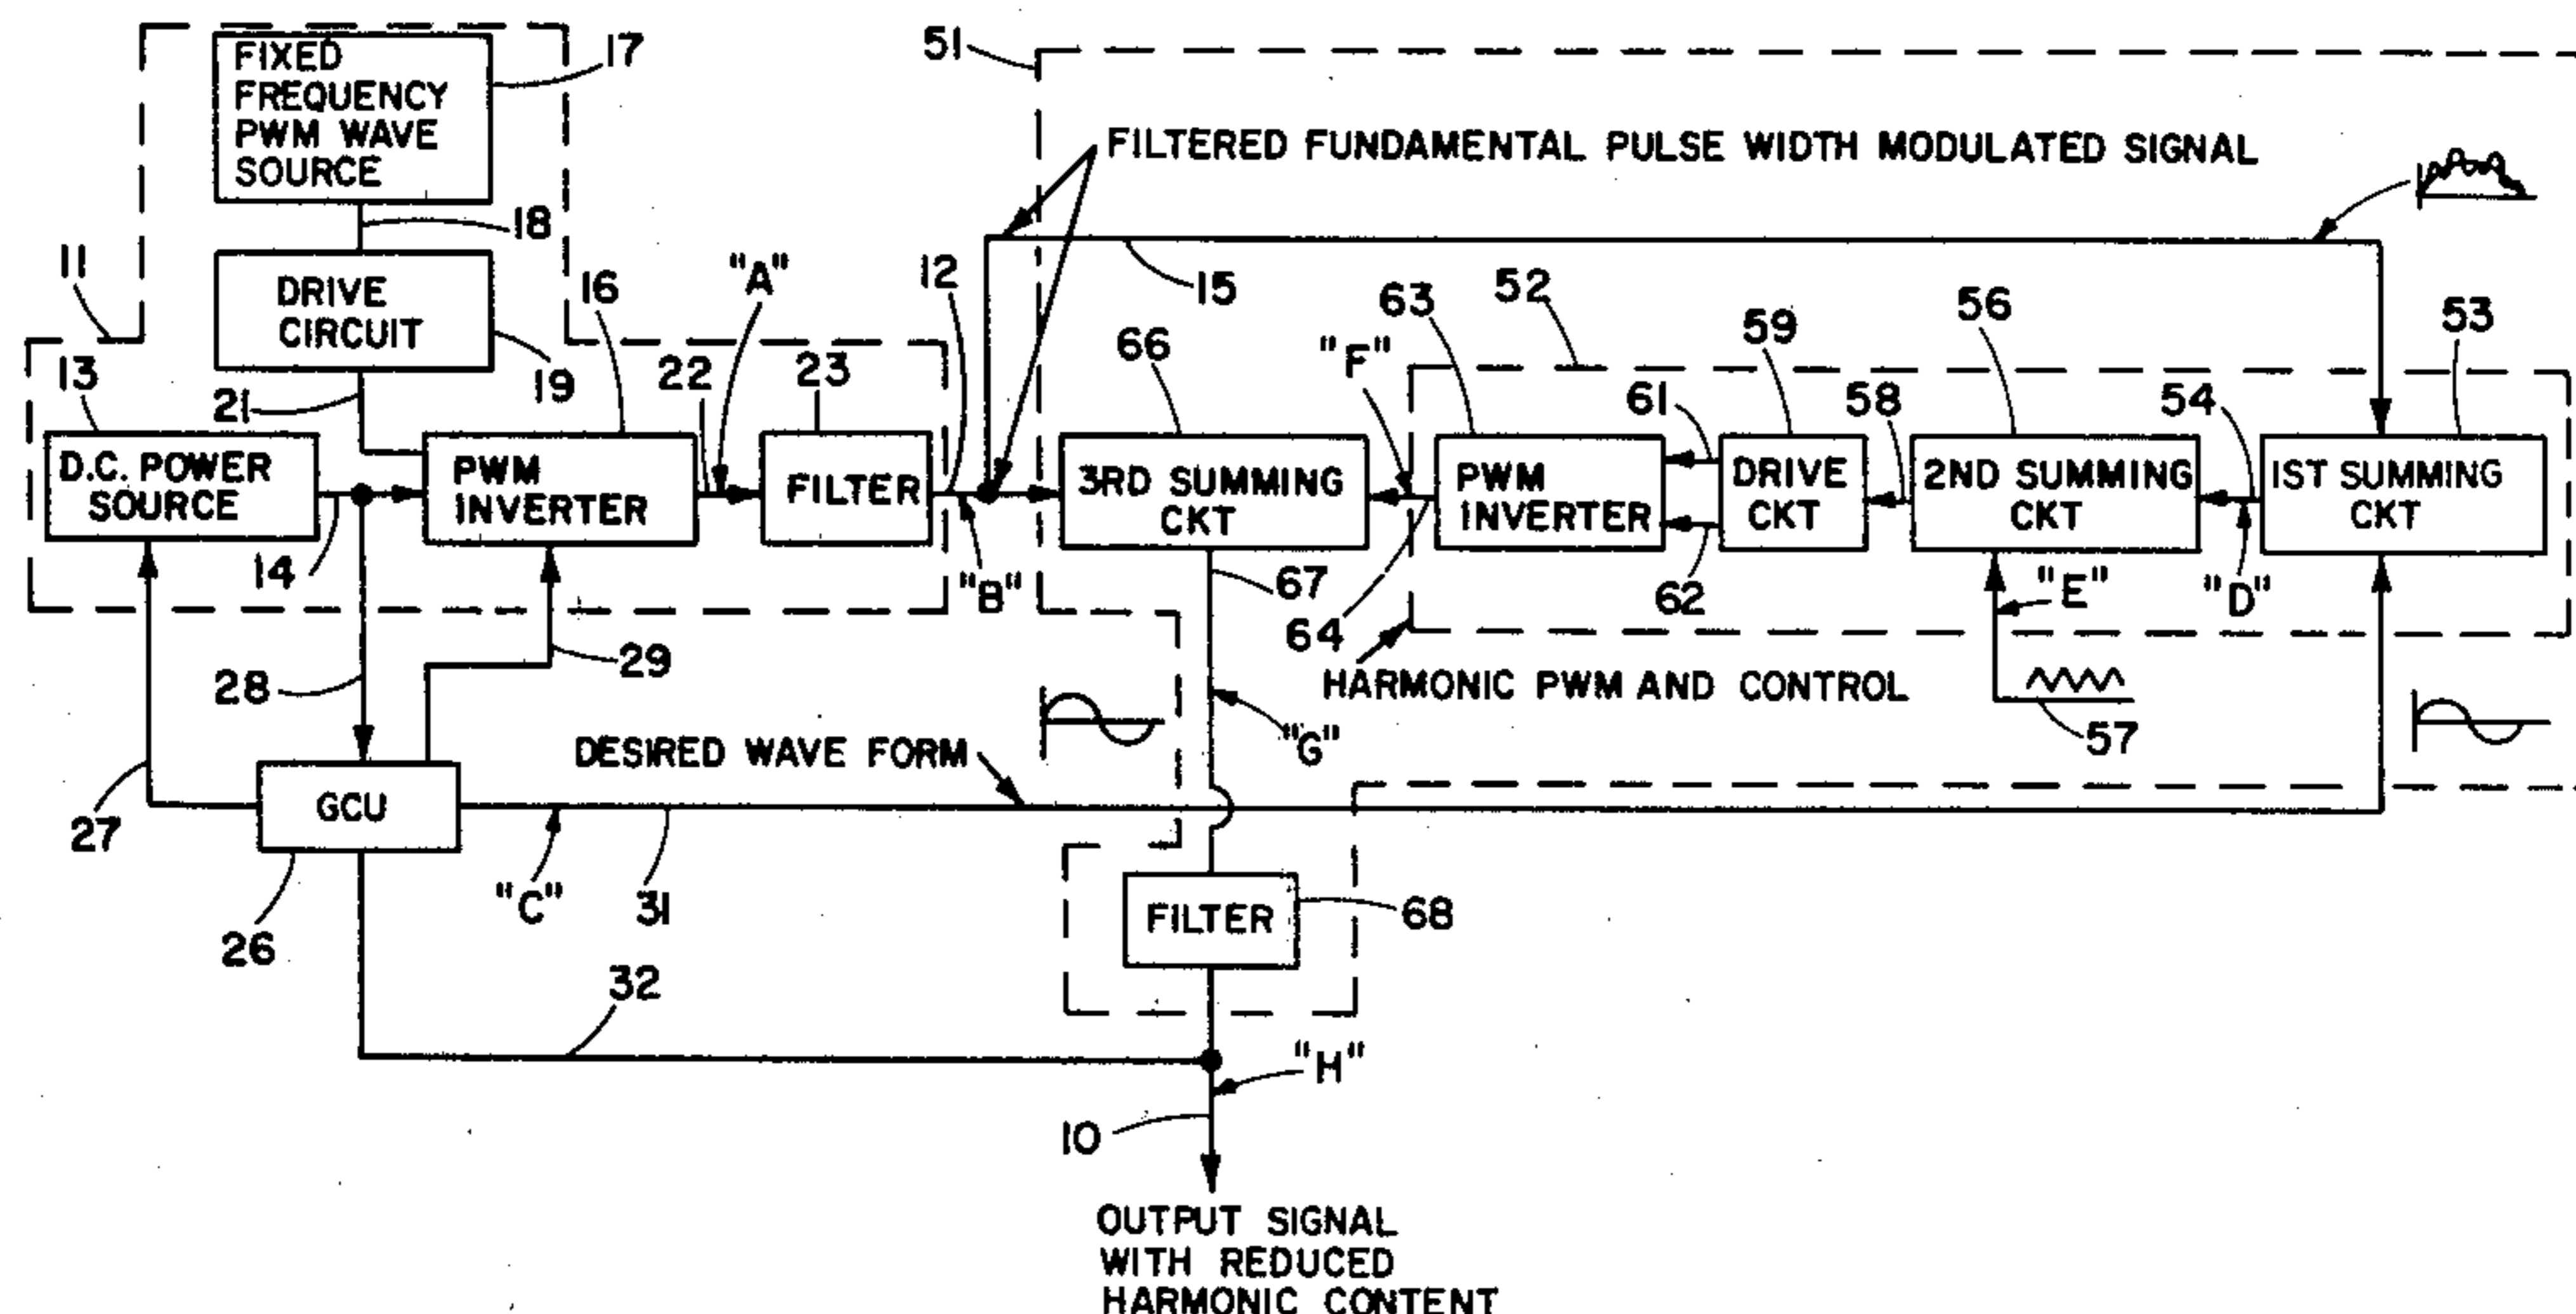 FIXED
FREQUENCY
PWM WAVE
SOURCE
17
51
FILTERED FUNDAMENTAL PULSE WIDTH MODULATED SIGNAL
18
11
DRIVE
CIRCUIT
19
16
"A"
12
15
63
52
59
56
53
13
21
22
23
66
"F"
61
58
54
D.C. POWER
SOURCE
PWM
INVERTER
FILTER
3RD SUMMING
CKT
PWM
INVERTER
DRIVE
CKT
2ND SUMMING
CKT
1ST SUMMING
CKT
14
"B"
67
64
62
"E"
"D"
28
29
HARMONIC PWM AND CONTROL
57
DESIRED WAVE FORM
"G"
27
GCU
26
"C"
31
FILTER
68
32
"H"
10
OUTPUT SIGNAL
WITH REDUCED
HARMONIC CONTENT